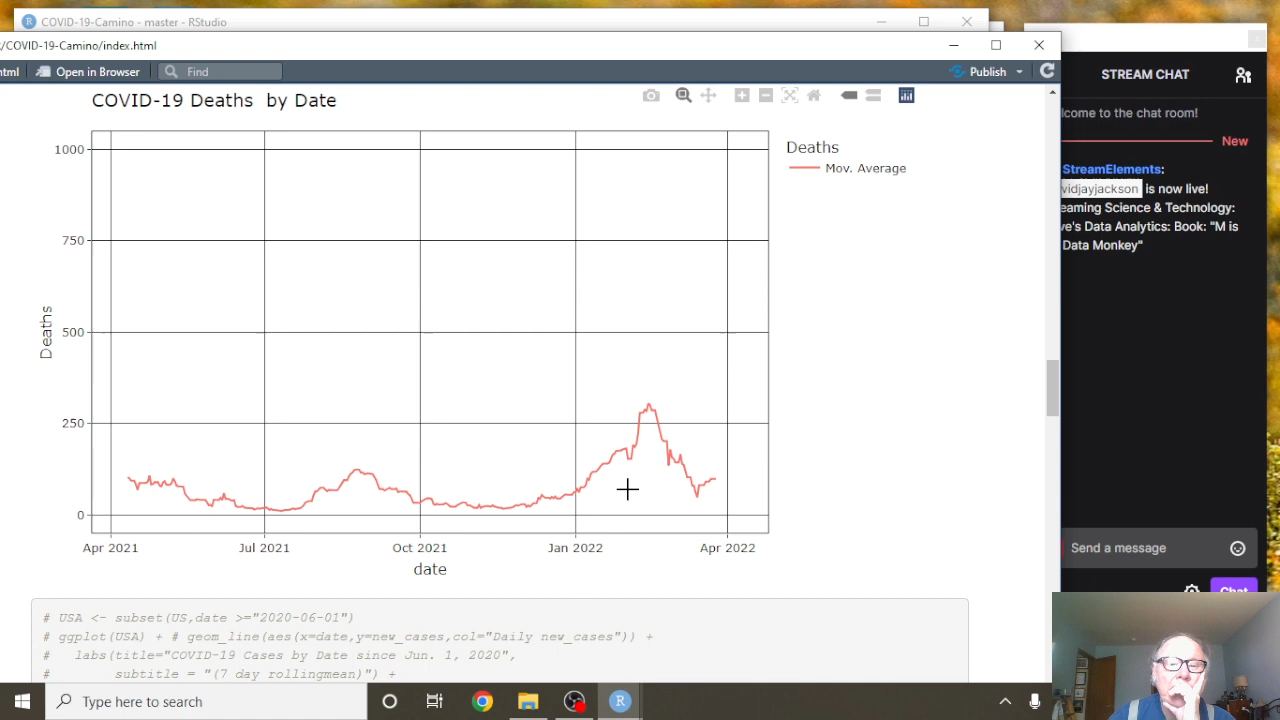 COVID-19-Camino - master - RStudio
/COVID-19-Camino/index.html
html
Open in Browser
Find
Publish
COVID-19 Deaths by Date
1000
750
500
250
0
Deaths
Apr 2021
Jul 2021
Oct 2021
Jan 2022
Apr 2022
date
Deaths
Mov. Average
# USA <- subset(US,date >="2020-06-01")
# ggplot(USA) + # geom_line(aes(x=date,y=new_cases,col="Daily new_cases")) +
# labs(title="COVID-19 Cases by Date since Jun. 1, 2020",
# subtitle = "(7 day rollingmean)") +
STREAM CHAT
lcome to the chat room!
New
StreamElements:
vidjayjackson is now live!
eaming Science & Technology:
ve's Data Analytics: Book: "M is
Data Monkey"
Send a message
Chat
Type here to search